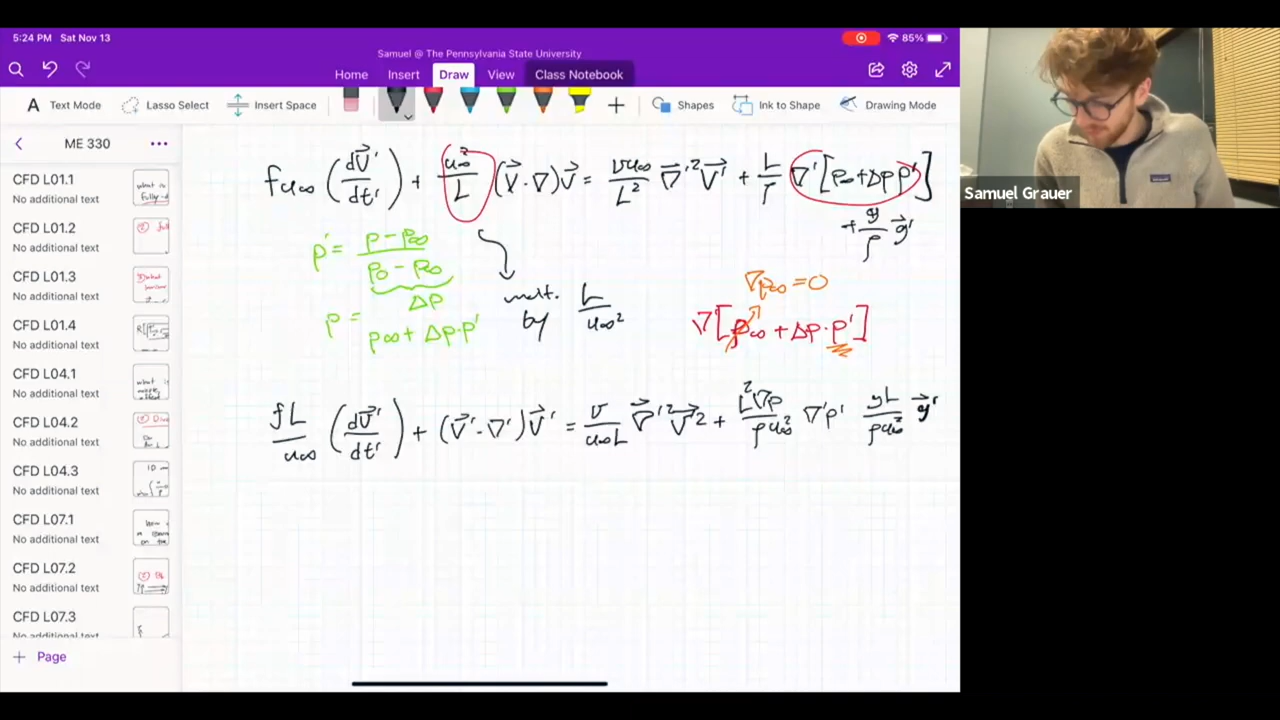 5:24 PM Sat Nov 13
85%
Samuel @ The Pennsylvania State University
Home Insert Draw View Class Notebook
A Text Mode Lasso Select Insert Space Shapes Ink to Shape Drawing Mode
ME 330
CFD L01.1
No additional text
CFD L01.2
No additional text
CFD L01.3
No additional text
CFD L01.4
No additional text
CFD L04.1
No additional text
CFD L04.2
No additional text
CFD L04.3
No additional text
CFD L07.1
No additional text
CFD L07.2
No additional text
CFD L07.3
No additional text
+ Page
Samuel Grauer
fu∞ (dV⃗'/dt') + u∞²/L (V⃗·∇)V⃗ = νu∞/L² ∇⃗'²V⃗' + L/ρ ∇'[p∞+Δp p']
+ g/ρ g⃗'
p' = p-p∞ / p₀-p∞
Δp
p = p∞ + Δp·p'
mult. by L/u∞²
∇p∞ = 0
∇'[p∞ + Δp·p']
fL/u∞ (dV⃗'/dt') + (V⃗'·∇')V⃗' = ν/u∞L ∇⃗'²V⃗'² + L²∇p/ρu∞² ∇'p' gL/ρu∞² g⃗'